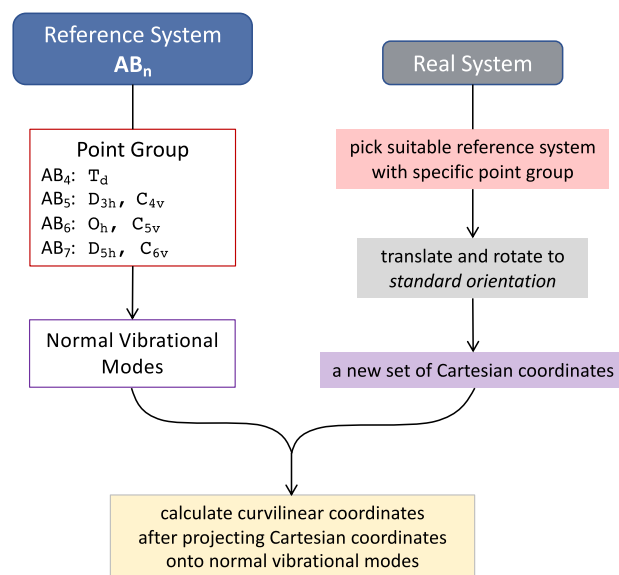 Reference System
ABₙ
Point Group
AB₄: T_d
AB₅: D₃ₕ, C₄ᵥ
AB₆: Oₕ, C₅ᵥ
AB₇: D₅ₕ, C₆ᵥ
Normal Vibrational
Modes
Real System
pick suitable reference system
with specific point group
translate and rotate to
standard orientation
a new set of Cartesian coordinates
calculate curvilinear coordinates
after projecting Cartesian coordinates
onto normal vibrational modes